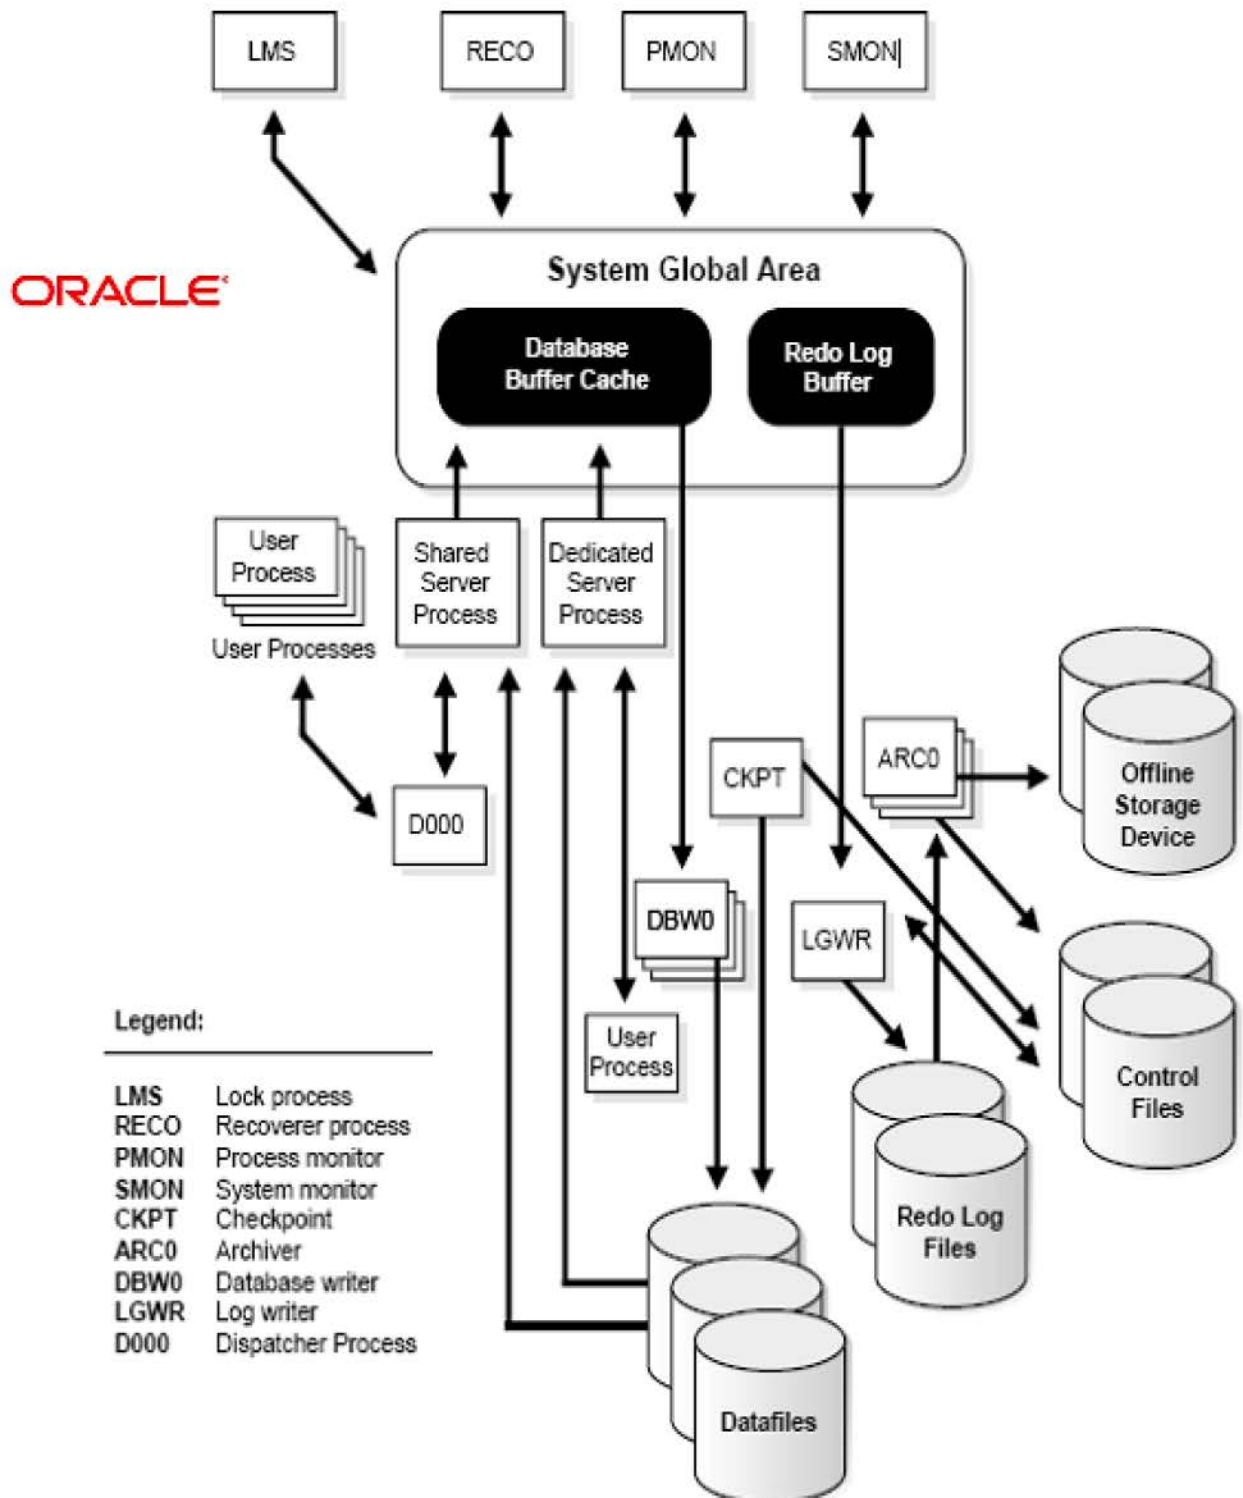 LMS
RECO
PMON
SMON
ORACLE
System Global Area
Database
Buffer Cache
Redo Log
Buffer
User
Process
User Processes
Shared
Server
Process
Dedicated
Server
Process
D000
CKPT
ARC0
Offline
Storage
Device
DBW0
LGWR
User
Process
Control
Files
Redo Log
Files
Datafiles
Legend:
LMS Lock process
RECO Recoverer process
PMON Process monitor
SMON System monitor
CKPT Checkpoint
ARC0 Archiver
DBW0 Database writer
LGWR Log writer
D000 Dispatcher Process